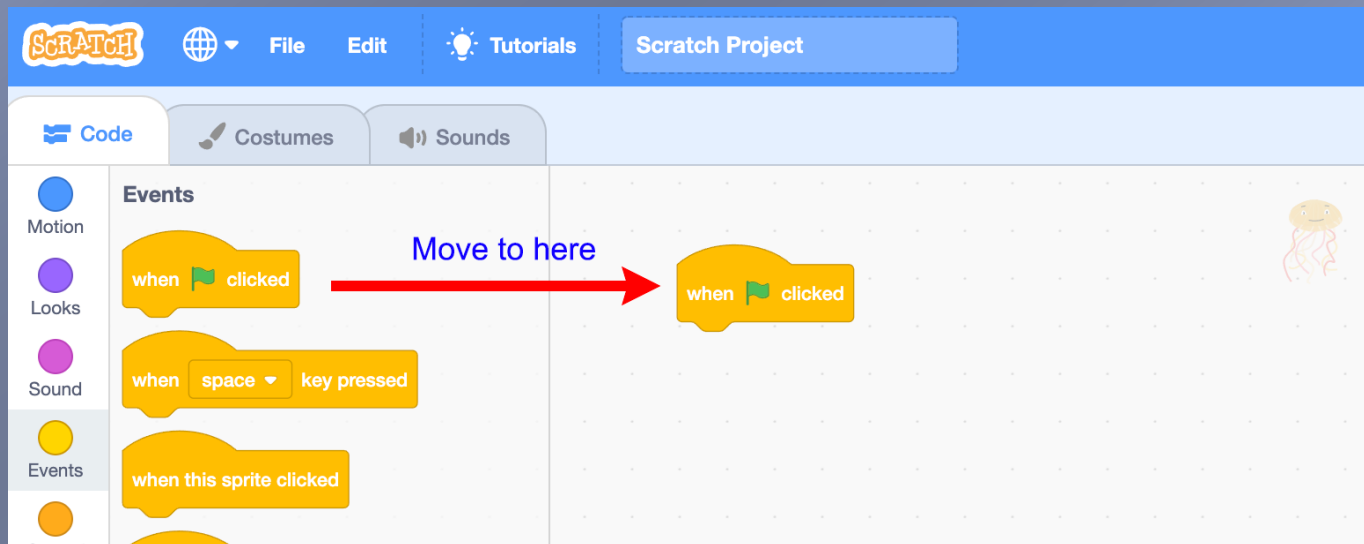 SCRATCH
File
Edit
Tutorials
Scratch Project
Code
Costumes
Sounds
Motion
Looks
Sound
Events
Events
when clicked
when space key pressed
when this sprite clicked
Move to here
when clicked